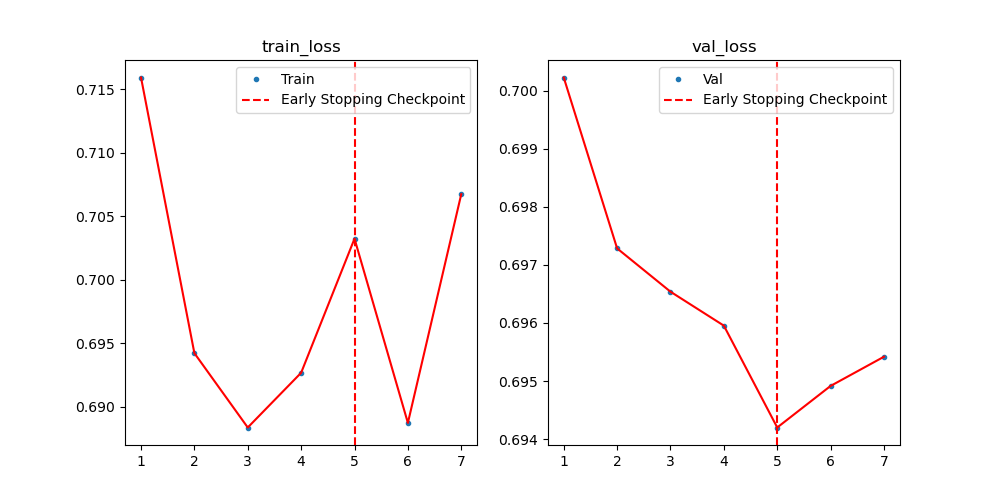 train_loss
Train
Early Stopping Checkpoint
0.715
0.710
0.705
0.700
0.695
0.690
1 2 3 4 5 6 7
val_loss
Val
Early Stopping Checkpoint
0.700
0.699
0.698
0.697
0.696
0.695
0.694
1 2 3 4 5 6 7